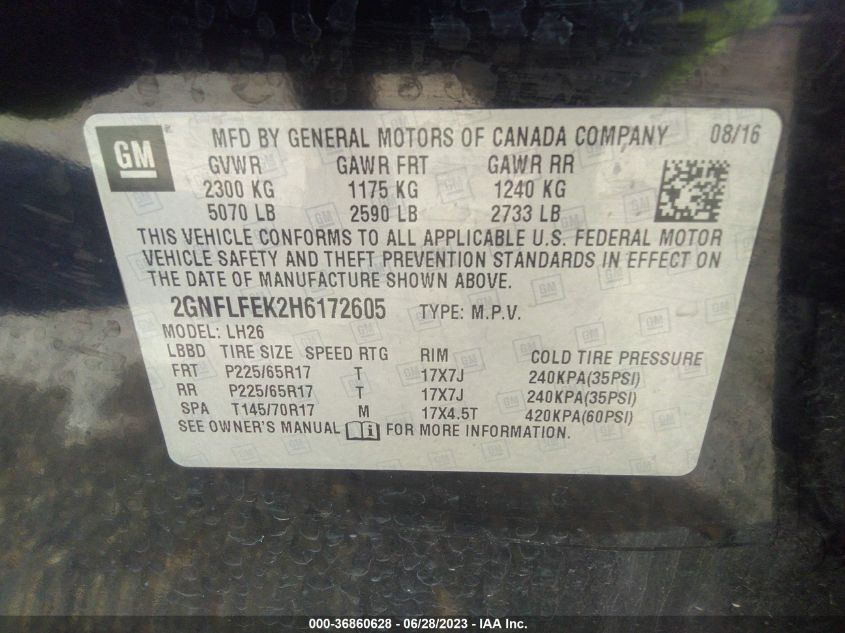 GM MFD BY GENERAL MOTORS OF CANADA COMPANY 08/16
GVWR GAWR FRT GAWR RR
2300 KG 1175 KG 1240 KG
5070 LB 2590 LB 2733 LB
THIS VEHICLE CONFORMS TO ALL APPLICABLE U.S. FEDERAL MOTOR
VEHICLE SAFETY AND THEFT PREVENTION STANDARDS IN EFFECT ON
THE DATE OF MANUFACTURE SHOWN ABOVE.
2GNFLFEK2H6172605 TYPE: M.P.V.
MODEL: LH26
LBBD TIRE SIZE SPEED RTG RIM COLD TIRE PRESSURE
FRT P225/65R17 T 17X7J 240KPA(35PSI)
RR P225/65R17 T 17X7J 240KPA(35PSI)
SPA T145/70R17 M 17X4.5T 420KPA(60PSI)
SEE OWNER'S MANUAL FOR MORE INFORMATION.
000-36860628 - 06/28/2023 - IAA Inc.